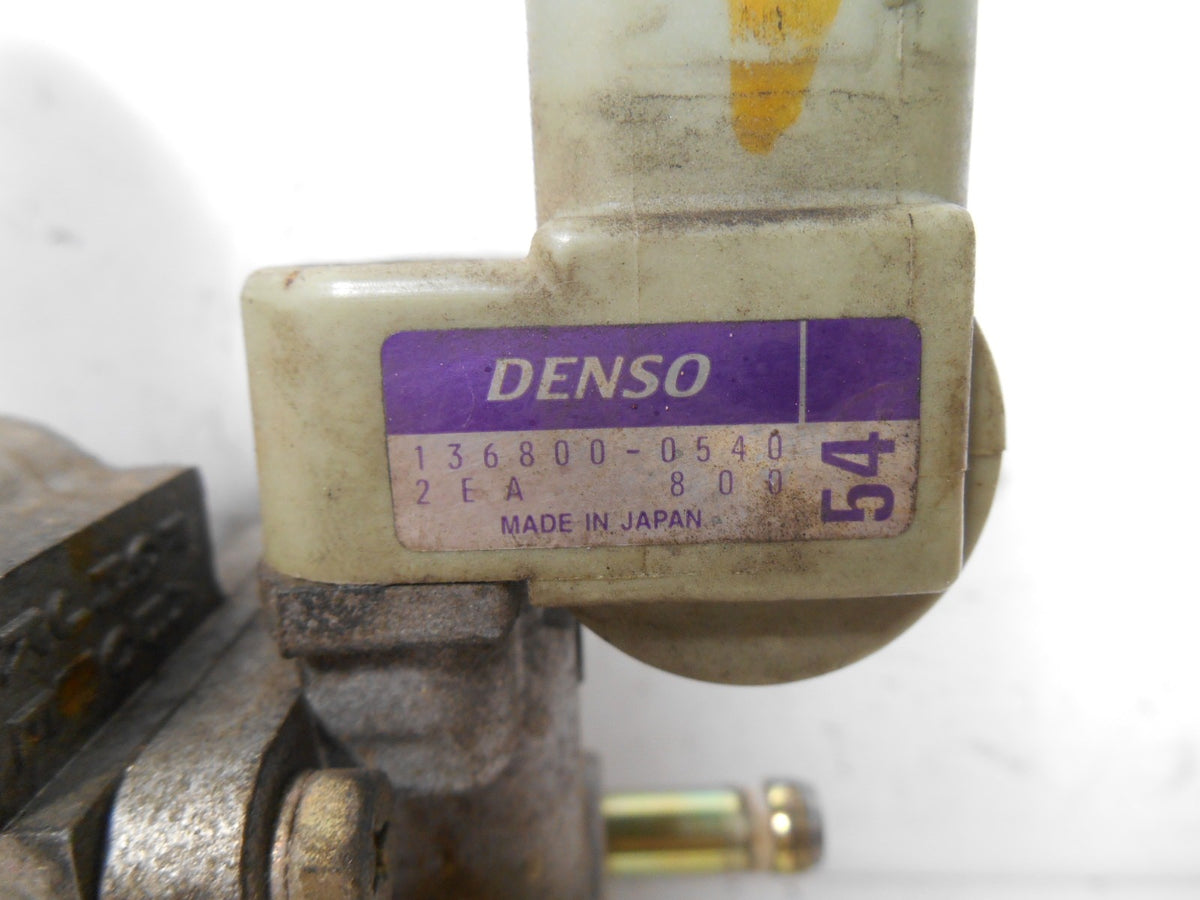 DENSO
136800-0540
2EA 800
MADE IN JAPAN
54